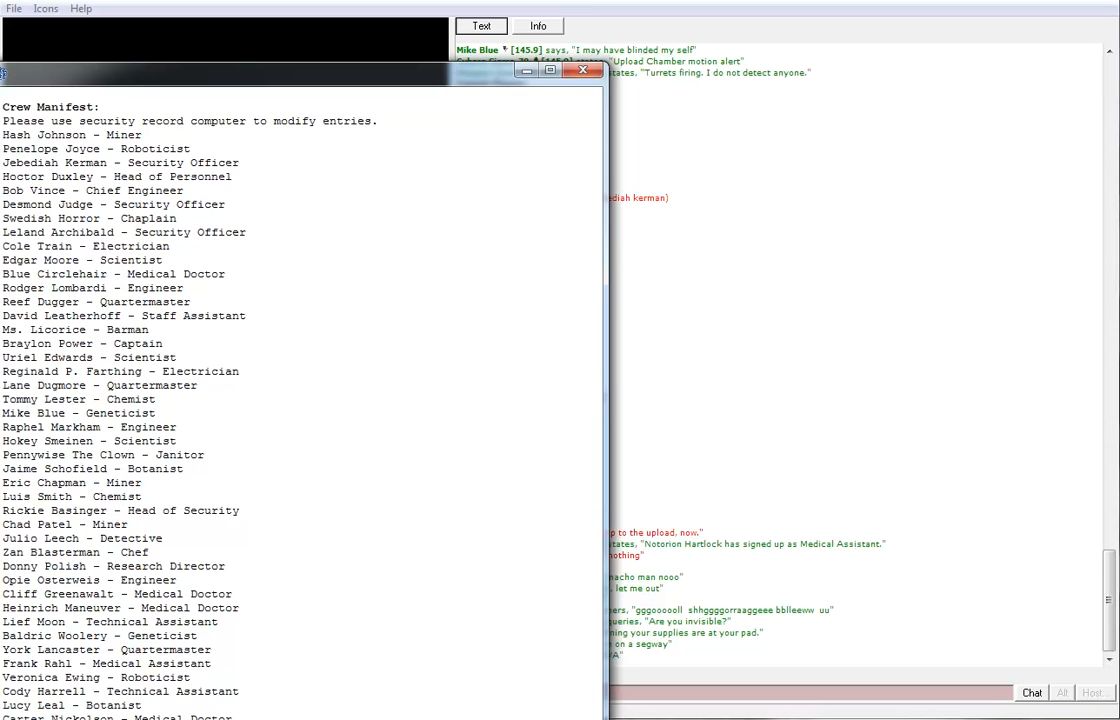 File Icons Help
Text Info
Mike Blue [145.9] says, "I may have blinded my self"
"Upload Chamber motion alert"
states, "Turrets firing. I do not detect anyone."
Crew Manifest:
Please use security record computer to modify entries.
Hash Johnson - Miner
Penelope Joyce - Roboticist
Jebediah Kerman - Security Officer
Hoctor Duxley - Head of Personnel
Bob Vince - Chief Engineer
Desmond Judge - Security Officer
Swedish Horror - Chaplain
Leland Archibald - Security Officer
Cole Train - Electrician
Edgar Moore - Scientist
Blue Circlehair - Medical Doctor
Rodger Lombardi - Engineer
Reef Dugger - Quartermaster
David Leatherhoff - Staff Assistant
Ms. Licorice - Barman
Braylon Power - Captain
Uriel Edwards - Scientist
Reginald P. Farthing - Electrician
Lane Dugmore - Quartermaster
Tommy Lester - Chemist
Mike Blue - Geneticist
Raphel Markham - Engineer
Hokey Smeinen - Scientist
Pennywise The Clown - Janitor
Jaime Schofield - Botanist
Eric Chapman - Miner
Luis Smith - Chemist
Rickie Basinger - Head of Security
Chad Patel - Miner
Julio Leech - Detective
Zan Blasterman - Chef
Donny Polish - Research Director
Opie Osterweis - Engineer
Cliff Greenawalt - Medical Doctor
Heinrich Maneuver - Medical Doctor
Lief Moon - Technical Assistant
Baldric Woolery - Geneticist
York Lancaster - Quartermaster
Frank Rahl - Medical Assistant
Veronica Ewing - Roboticist
Cody Harrell - Technical Assistant
Lucy Leal - Botanist
Carter Nickolson - Medical Doctor
ediah kerman)
p to the upload, now."
tates, "Notorion Hartlock has signed up as Medical Assistant."
nothing"
nacho man nooo"
, let me out"
ers, "gggoooooll shhggggorraaggeee bblleeww uu"
queries, "Are you invisible?"
ning your supplies are at your pad."
on a segway"
Chat Alt Host...